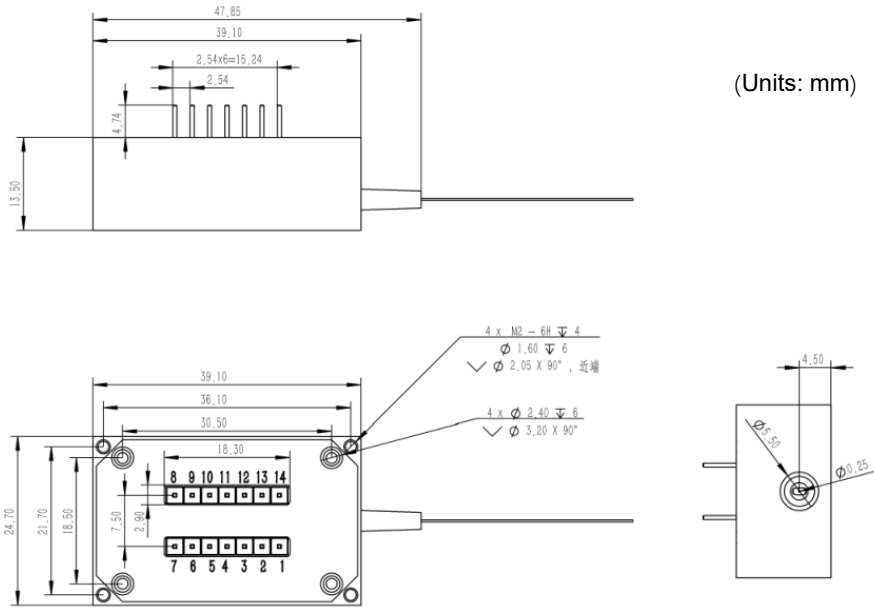 47.85
39.10
2.54x6=15.24
2.54
4.74
13.50
(Units: mm)
4 x M2 - 6H ↧ 4
Ø 1.60 ↧ 6
⌵ Ø 2.05 X 90° , 近端
4 x Ø 2.40 ↧ 6
⌵ Ø 3.20 X 90°
39.10
36.10
30.50
18.30
8 9 10 11 12 13 14
24.70
21.70
18.50
7.50
2.90
7 6 5 4 3 2 1
4.50
Ø5.50
Ø0.25